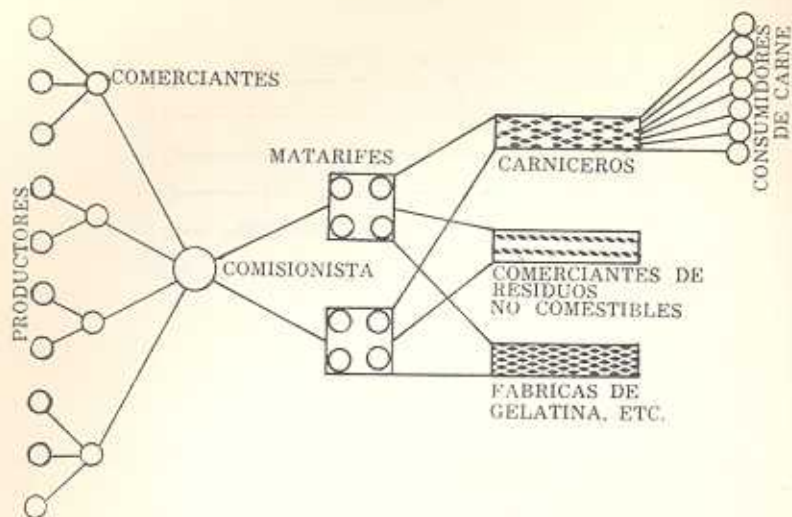 PRODUCTORES
COMERCIANTES
COMISIONISTA
MATARIFES
CARNICEROS
COMERCIANTES DE
RESIDUOS
NO COMESTIBLES
FABRICAS DE
GELATINA, ETC.
CONSUMIDORES
DE CARNE